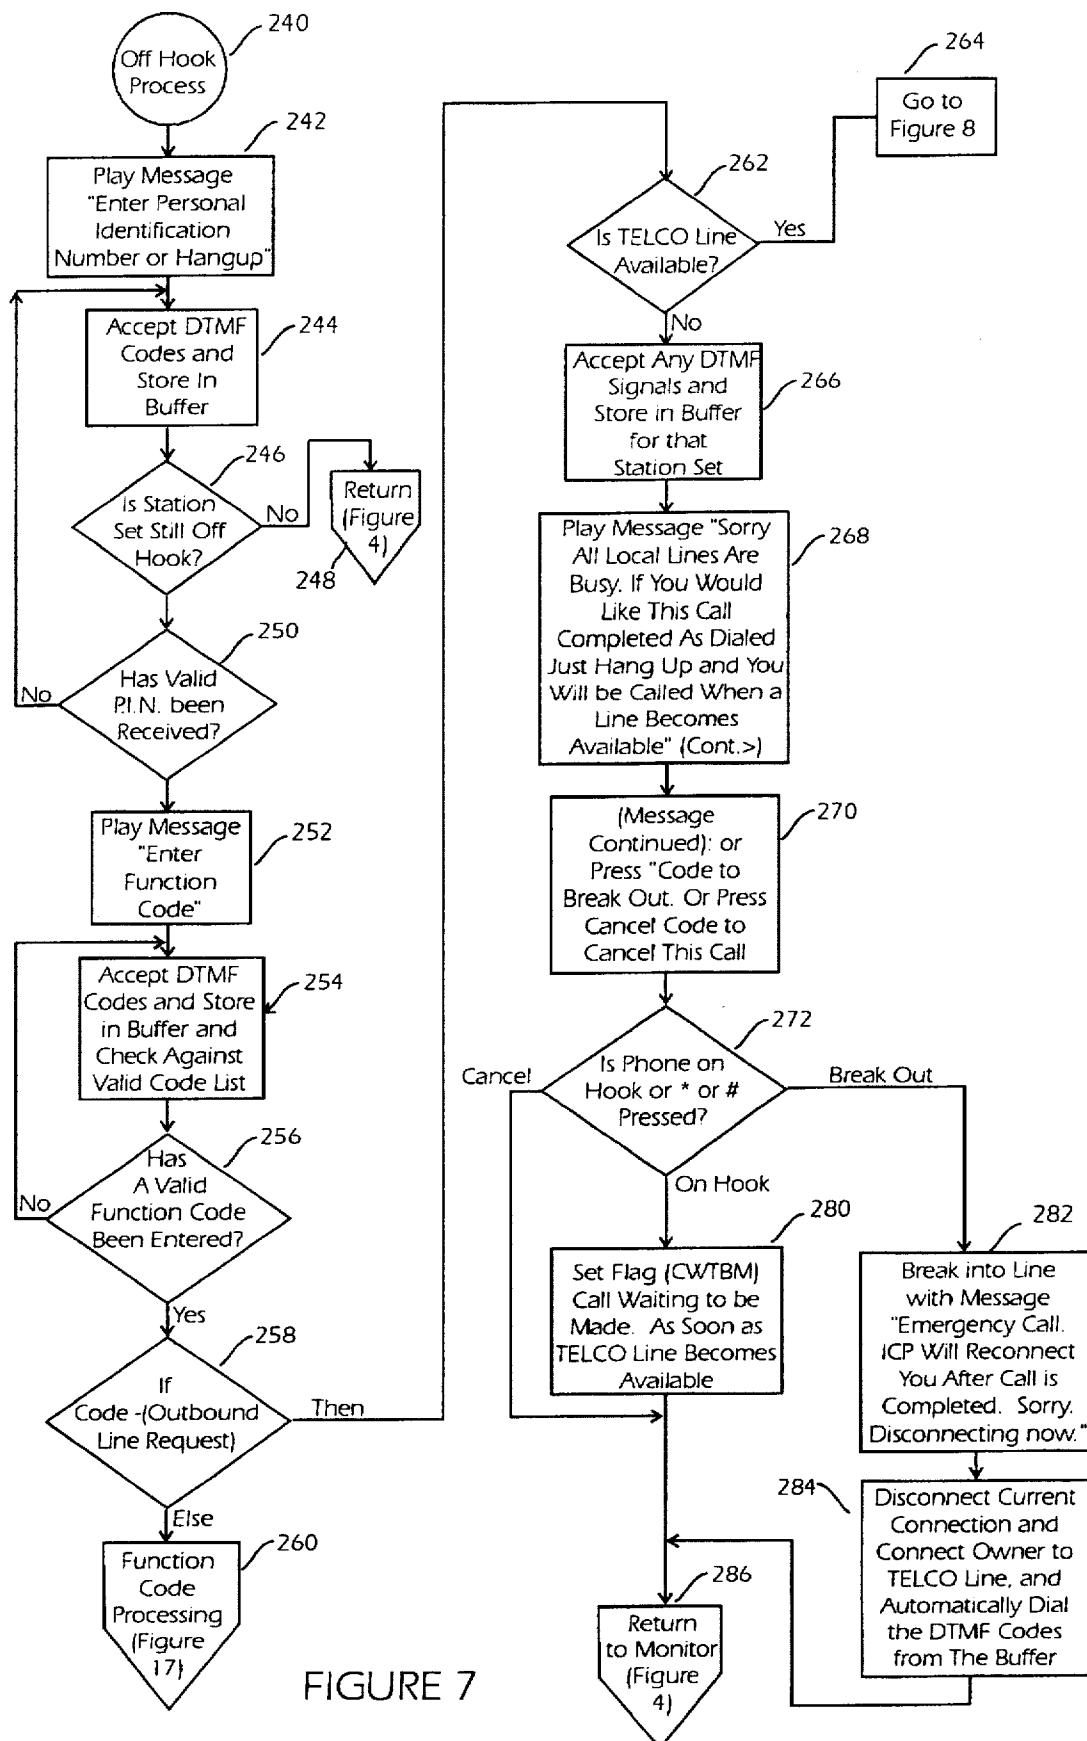 240
Off Hook
Process
242
Play Message
"Enter Personal
Identification
Number or Hangup"
244
Accept DTMF
Codes and
Store In
Buffer
246
Is Station
Set Still Off
Hook?
No
Return
(Figure
4)
248
250
Has Valid
P.I.N. been
Received?
No
252
Play Message
"Enter
Function
Code"
254
Accept DTMF
Codes and Store
in Buffer and
Check Against
Valid Code List
256
Has
A Valid
Function Code
Been Entered?
No
Yes
258
If
Code -(Outbound
Line Request)
Then
Else
260
Function
Code
Processing
(Figure
17)
264
Go to
Figure 8
262
Is TELCO Line
Available?
Yes
No
Accept Any DTMF
Signals and
Store in Buffer
for that
Station Set
266
Play Message "Sorry
All Local Lines Are
Busy. If You Would
Like This Call
Completed As Dialed
Just Hang Up and You
Will be Called When a
Line Becomes
Available" (Cont.>)
268
(Message
Continued): or
Press "Code to
Break Out. Or Press
Cancel Code to
Cancel This Call
270
272
Is Phone on
Hook or * or #
Pressed?
Cancel
Break Out
On Hook
280
Set Flag (CWTBM)
Call Waiting to be
Made. As Soon as
TELCO Line Becomes
Available
282
Break into Line
with Message
"Emergency Call.
ICP Will Reconnect
You After Call is
Completed. Sorry.
Disconnecting now."
284
Disconnect Current
Connection and
Connect Owner to
TELCO Line, and
Automatically Dial
the DTMF Codes
from The Buffer
286
Return
to Monitor
(Figure
4)
FIGURE 7